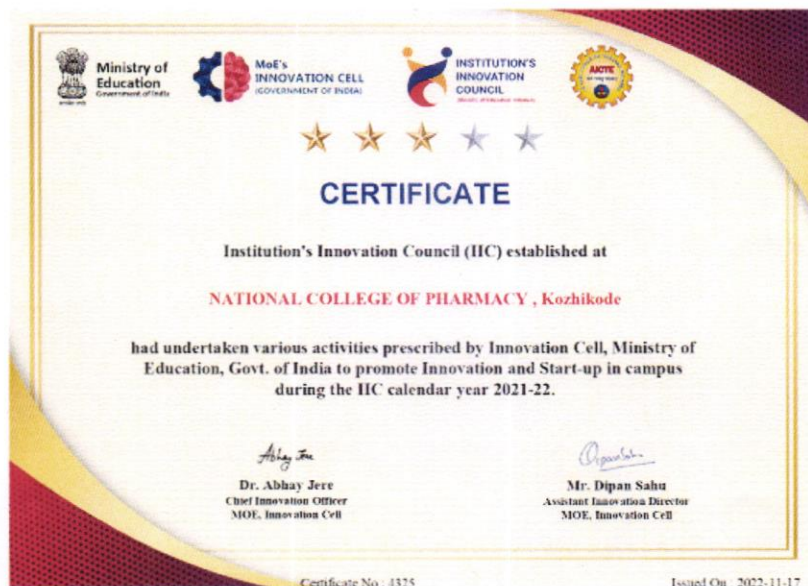 Ministry of
Education
Government of India
MoE's
INNOVATION CELL
(GOVERNMENT OF INDIA)
INSTITUTION'S
INNOVATION
COUNCIL
AICTE
CERTIFICATE
Institution's Innovation Council (IIC) established at
NATIONAL COLLEGE OF PHARMACY , Kozhikode
had undertaken various activities prescribed by Innovation Cell, Ministry of
Education, Govt. of India to promote Innovation and Start-up in campus
during the IIC calendar year 2021-22.
Abhay Jere
Dr. Abhay Jere
Chief Innovation Officer
MOE, Innovation Cell
Mr. Dipan Sahu
Assistant Innovation Director
MOE, Innovation Cell
Certificate No : 4325
Issued On : 2022-11-17